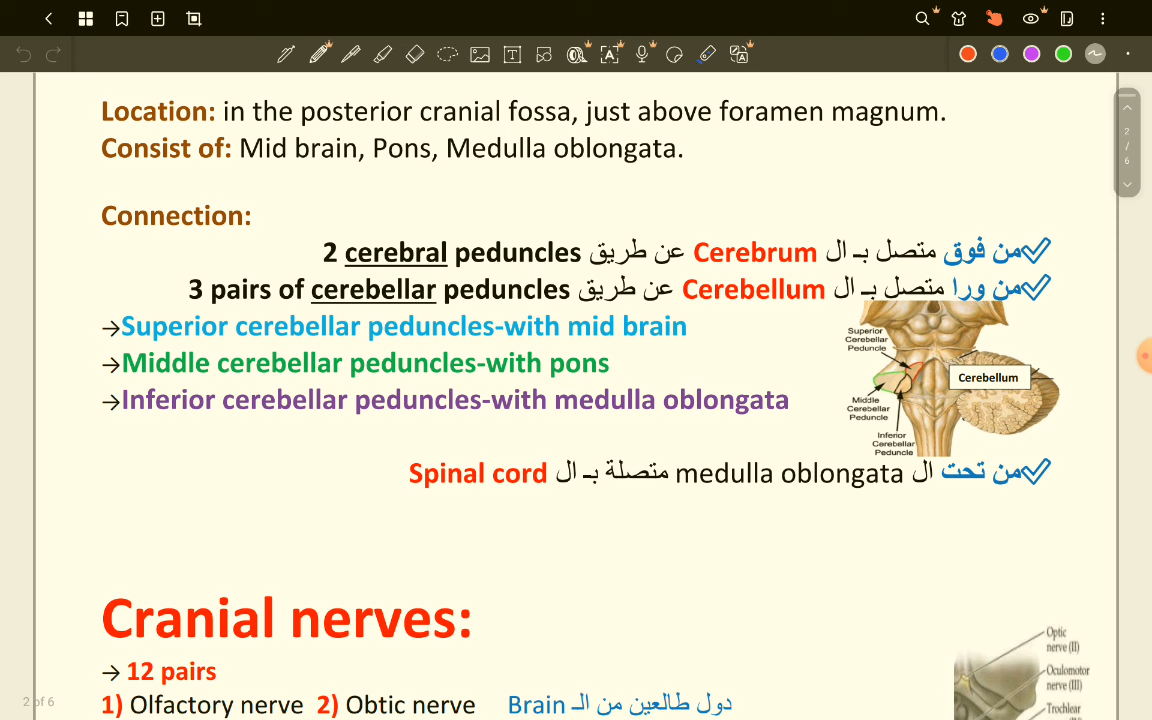 Location: in the posterior cranial fossa, just above foramen magnum.
Consist of: Mid brain, Pons, Medulla oblongata.
Connection:
✓من فوق متصل بـ ال Cerebrum عن طريق 2 cerebral peduncles
✓من ورا متصل بـ ال Cerebellum عن طريق 3 pairs of cerebellar peduncles
→Superior cerebellar peduncles-with mid brain
→Middle cerebellar peduncles-with pons
→Inferior cerebellar peduncles-with medulla oblongata
Superior
Cerebellar
Peduncle
Cerebellum
Middle
Cerebellar
Peduncle
Inferior
Cerebellar
Peduncle
✓من تحت ال medulla oblongata متصلة بـ ال Spinal cord
Cranial nerves:
→ 12 pairs
1) Olfactory nerve 2) Obtic nerve دول طالعين من الـ Brain
Optic
nerve (II)
Oculomotor
nerve (III)
Trochlear
2
/
6
2 of 6